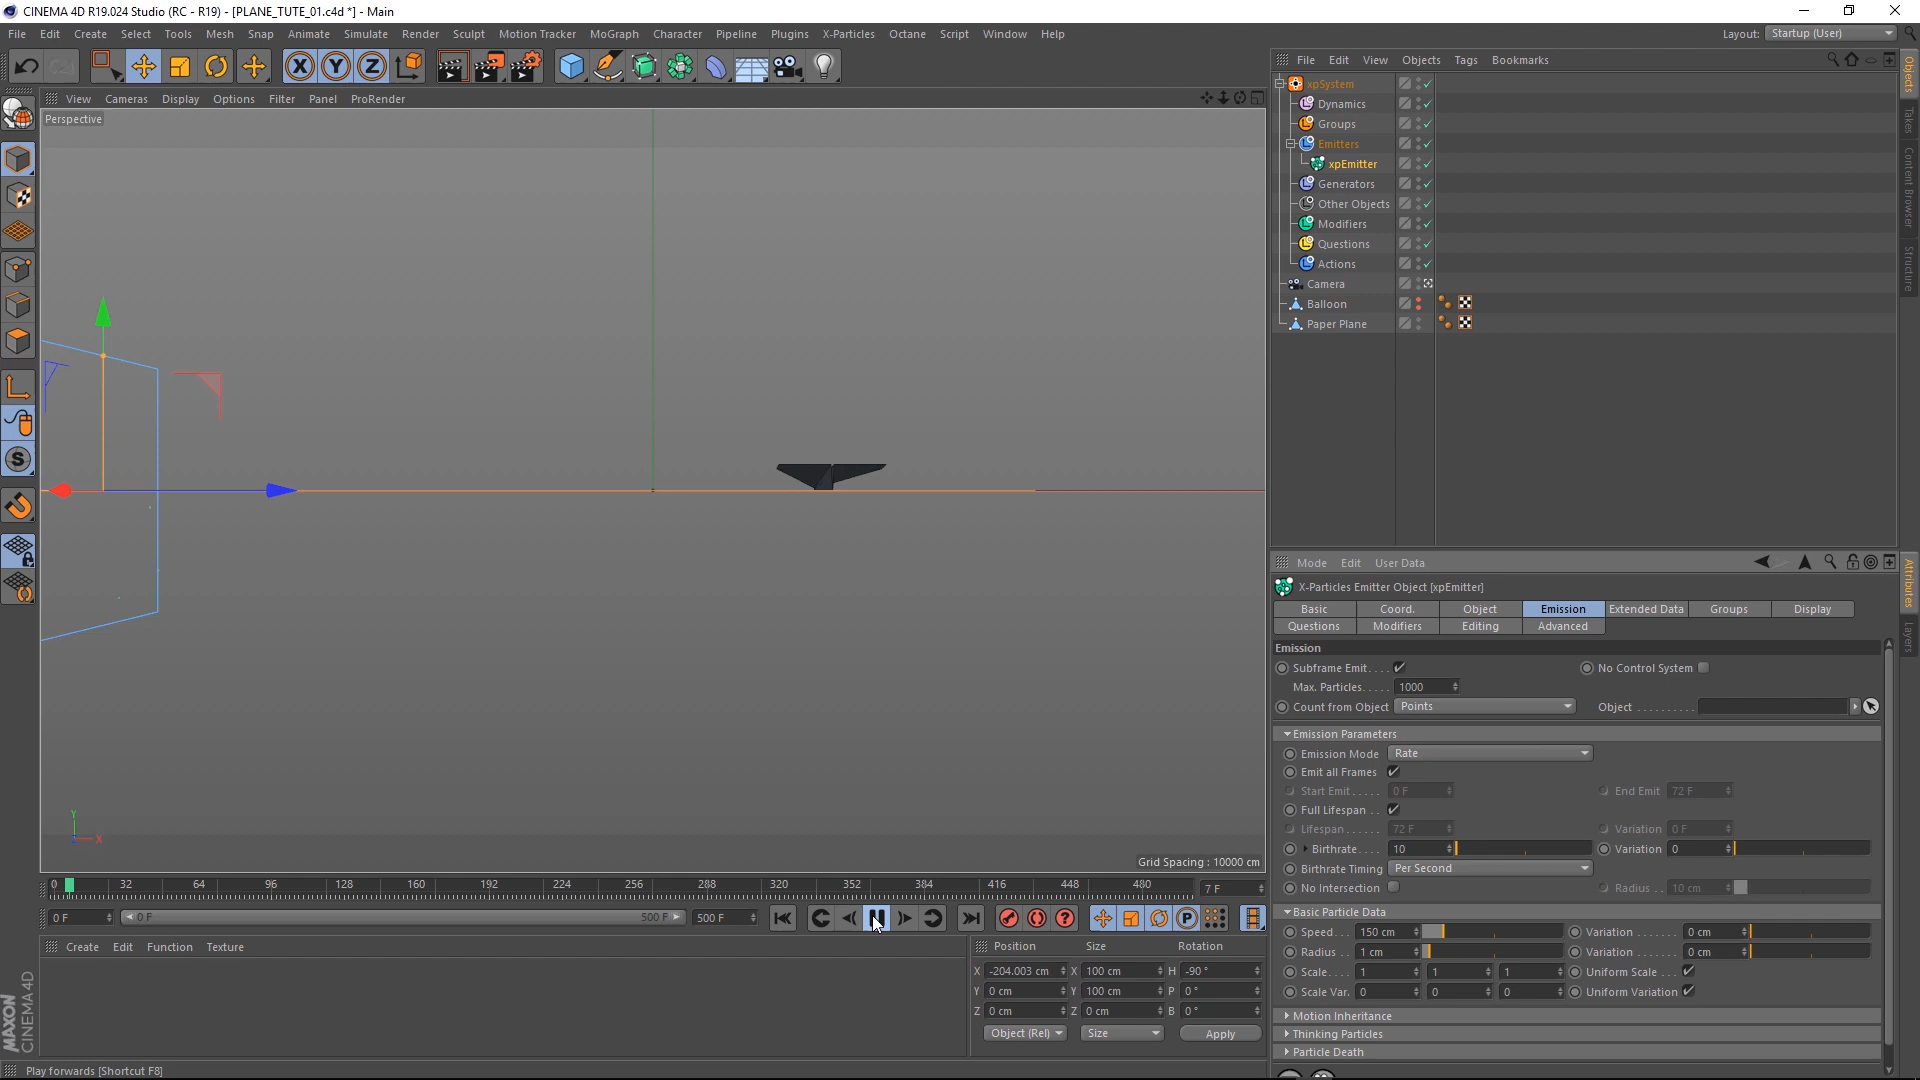 CINEMA 4D R19.024 Studio (RC - R19) - [PLANE_TUTE_01.c4d *] - Main
File Edit Create Select Tools Mesh Snap Animate Simulate Render Sculpt Motion Tracker MoGraph Character Pipeline Plugins X-Particles Octane Script Window Help
Layout: Startup (User)
X Y Z
File Edit View Objects Tags Bookmarks
View Cameras Display Options Filter Panel ProRender
Perspective
xpSystem
Dynamics
Groups
Emitters
xpEmitter
Generators
Other Objects
Modifiers
Questions
Actions
Camera
Balloon
Paper Plane
Objects
Takes
Content Browser
Structure
S
Y
X
Z
Grid Spacing : 10000 cm
Mode Edit User Data
X-Particles Emitter Object [xpEmitter]
Basic Coord. Object Emission Extended Data Groups Display
Questions Modifiers Editing Advanced
Emission
Subframe Emit.... No Control System
Max. Particles..... 1000
Count from Object Points Object ..........
Emission Parameters
Emission Mode Rate
Emit all Frames
Start Emit..... 0 F End Emit 72 F
Full Lifespan ..
Lifespan...... 72 F Variation 0 F
Birthrate.... 10 Variation 0
Birthrate Timing Per Second
No Intersection Radius .. 10 cm
Basic Particle Data
Speed... 150 cm Variation ....... 0 cm
Radius . 1 cm Variation ....... 0 cm
Scale.... 1 1 1 Uniform Scale ...
Scale Var. 0 0 0 Uniform Variation
Motion Inheritance
Thinking Particles
Particle Death
Attributes
Layers
0 32 64 96 128 160 192 224 256 288 320 352 384 416 448 480 7 F
0 F 0 F 500 F 500 F
P
Create Edit Function Texture
Position Size Rotation
X -204.003 cm X 100 cm H -90 °
Y 0 cm Y 100 cm P 0 °
Z 0 cm Z 0 cm B 0 °
Object (Rel) Size Apply
MAXON
CINEMA 4D
Play forwards [Shortcut F8]